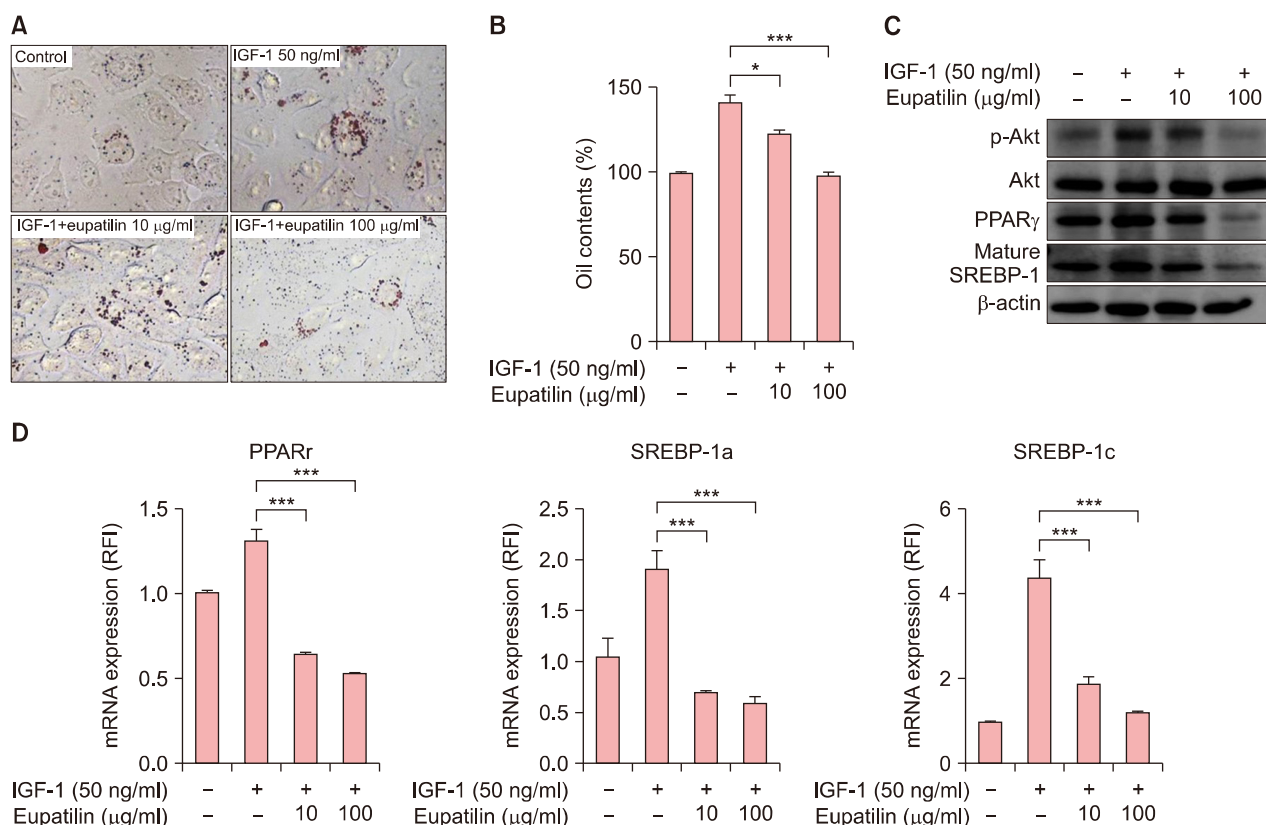 A
Control
IGF-1 50 ng/ml
IGF-1+eupatilin 10 μg/ml
IGF-1+eupatilin 100 μg/ml
B
Oil contents (%)
150
100
50
0
***
*
IGF-1 (50 ng/ml) – + + +
Eupatilin (μg/ml) – – 10 100
C
IGF-1 (50 ng/ml) – + + +
Eupatilin (μg/ml) – – 10 100
p-Akt
Akt
PPARγ
Mature
SREBP-1
β-actin
D
PPARr
mRNA expression (RFI)
1.5
1.0
0.5
0.0
***
***
IGF-1 (50 ng/ml) – + + +
Eupatilin (μg/ml) – – 10 100
SREBP-1a
mRNA expression (RFI)
2.5
2.0
1.5
1.0
0.5
0.0
***
***
IGF-1 (50 ng/ml) – + + +
Eupatilin (μg/ml) – – 10 100
SREBP-1c
mRNA expression (RFI)
6
4
2
0
***
***
IGF-1 (50 ng/ml) – + + +
Eupatilin (μg/ml) – – 10 100